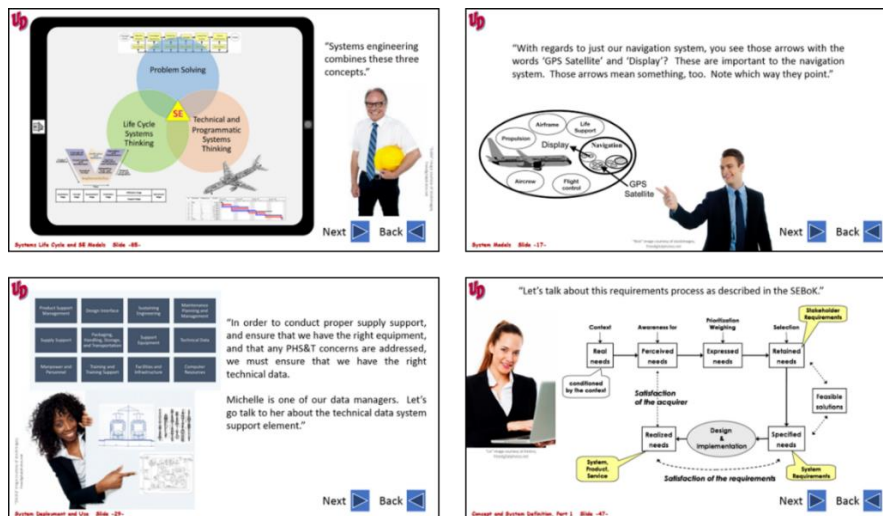 UD
"Systems engineering
combines these three
concepts."
Problem Solving
SE
Life Cycle
Systems
Thinking
Technical and
Programmatic
Systems
Thinking
Next Back
Systems Life Cycle and SE Models Slide -65-
UD
"With regards to just our navigation system, you see those arrows with the
words 'GPS Satellite' and 'Display'? These are important to the navigation
system. Those arrows mean something, too. Note which way they point."
Airframe
Life
Support
Propulsion
Display
Navigation
Aircrew
Flight
control
GPS
Satellite
Next Back
System Models Slide -17-
UD
Product Support
Management
Design Interface
Sustaining
Engineering
Maintenance
Planning and
Management
Supply Support
Packaging,
Handling, Storage,
and Transportation
Support
Equipment
Technical Data
Manpower and
Personnel
Training and
Training Support
Facilities and
Infrastructure
Computer
Resources
"In order to conduct proper supply support,
and ensure that we have the right equipment,
and that any PHS&T concerns are addressed,
we must ensure that we have the right
technical data.
Michelle is one of our data managers. Let's
go talk to her about the technical data system
support element."
Next Back
System Deployment and Use Slide -29-
UD
"Let's talk about this requirements process as described in the SEBoK."
Stakeholder
Requirements
Context
Awareness for
Prioritization
Weighing
Selection
Real
needs
Perceived
needs
Expressed
needs
Retained
needs
conditioned
by the context
Satisfaction
of the acquirer
Feasible
solutions
Realized
needs
Design
&
Implementation
Specified
needs
System,
Product,
Service
System
Requirements
Satisfaction of the requirements
Next Back
Concept and System Definition, Part 1 Slide -47-